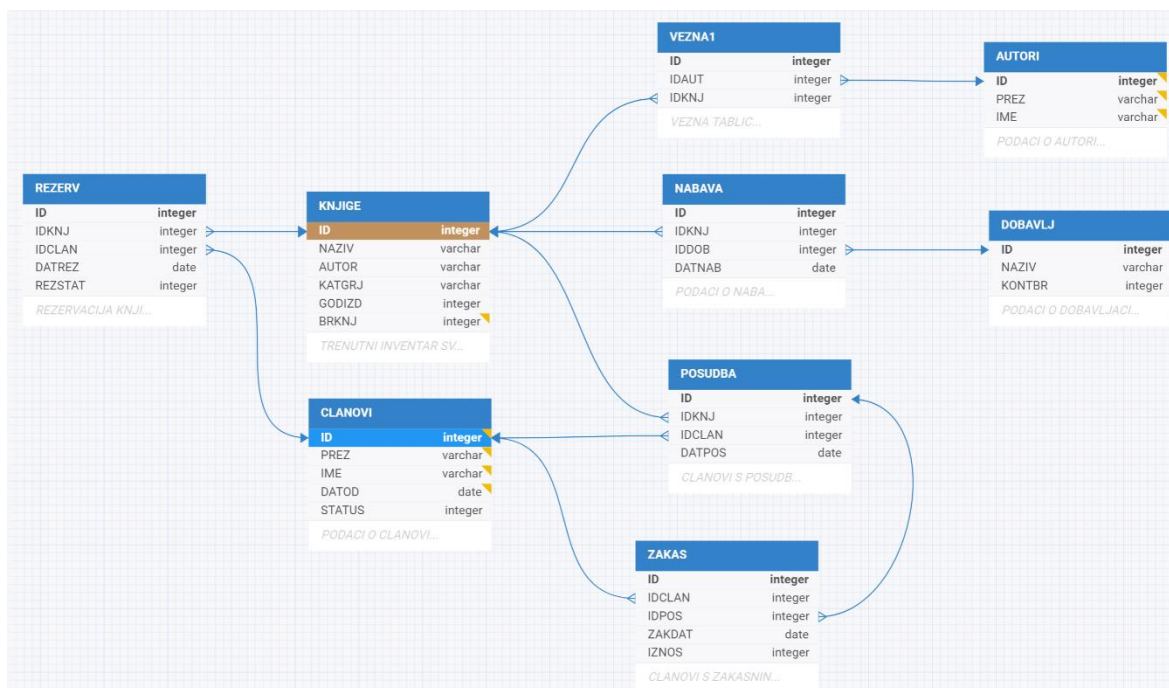 VEZNA1
ID integer
IDAUT integer
IDKNJ integer
VEZNA TABLIC...
AUTORI
ID integer
PREZ varchar
IME varchar
PODACI O AUTORI...
REZERV
ID integer
IDKNJ integer
IDCLAN integer
DATREZ date
REZSTAT integer
REZERVACIJA KNJI...
KNJIGE
ID integer
NAZIV varchar
AUTOR varchar
KATGRJ varchar
GODIZD integer
BRKNJ integer
TRENUTNI INVENTAR SV...
NABAVA
ID integer
IDKNJ integer
IDDOB integer
DATNAB date
PODACI O NABA...
DOBAVLJ
ID integer
NAZIV varchar
KONTBR integer
PODACI O DOBAVLJACI...
CLANOVI
ID integer
PREZ varchar
IME varchar
DATOD date
STATUS integer
PODACI O CLANOVI...
POSUDBA
ID integer
IDKNJ integer
IDCLAN integer
DATPOS date
CLANOVI S POSUDB...
ZAKAS
ID integer
IDCLAN integer
IDPOS integer
ZAKDAT date
IZNOS integer
CLANOVI S ZAKASNIN...